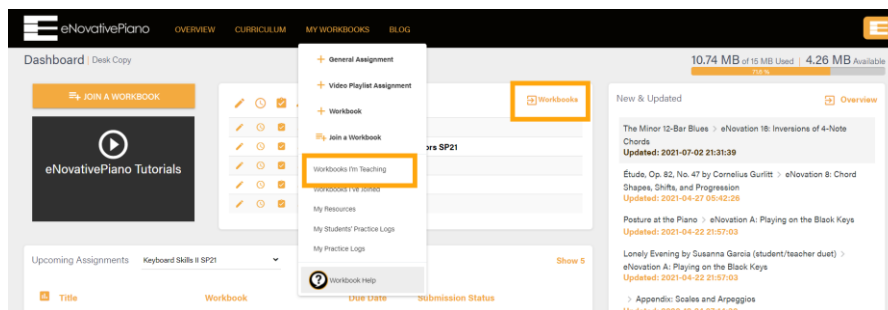 eNovativePiano
OVERVIEW
CURRICULUM
MY WORKBOOKS
BLOG
Dashboard | Desk Copy
10.74 MB of 15 MB Used | 4.26 MB Available
71.6 %
JOIN A WORKBOOK
eNovativePiano Tutorials
General Assignment
Video Playlist Assignment
Workbook
Join a Workbook
Workbooks I'm Teaching
Workbooks I've Joined
My Resources
My Students' Practice Logs
My Practice Logs
Workbook Help
Workbooks
ors SP21
New & Updated
Overview
The Minor 12-Bar Blues > eNovation 16: Inversions of 4-Note
Chords
Updated: 2021-07-02 21:31:39
Étude, Op. 82, No. 47 by Cornelius Gurlitt > eNovation 8: Chord
Shapes, Shifts, and Progression
Updated: 2021-04-27 05:42:26
Posture at the Piano > eNovation A: Playing on the Black Keys
Updated: 2021-04-22 21:57:03
Lonely Evening by Susanna Garcia (student/teacher duet) >
eNovation A: Playing on the Black Keys
Updated: 2021-04-22 21:57:03
> Appendix: Scales and Arpeggios
Upcoming Assignments
Keyboard Skills II SP21
Show 5
Title
Workbook
Due Date
Submission Status